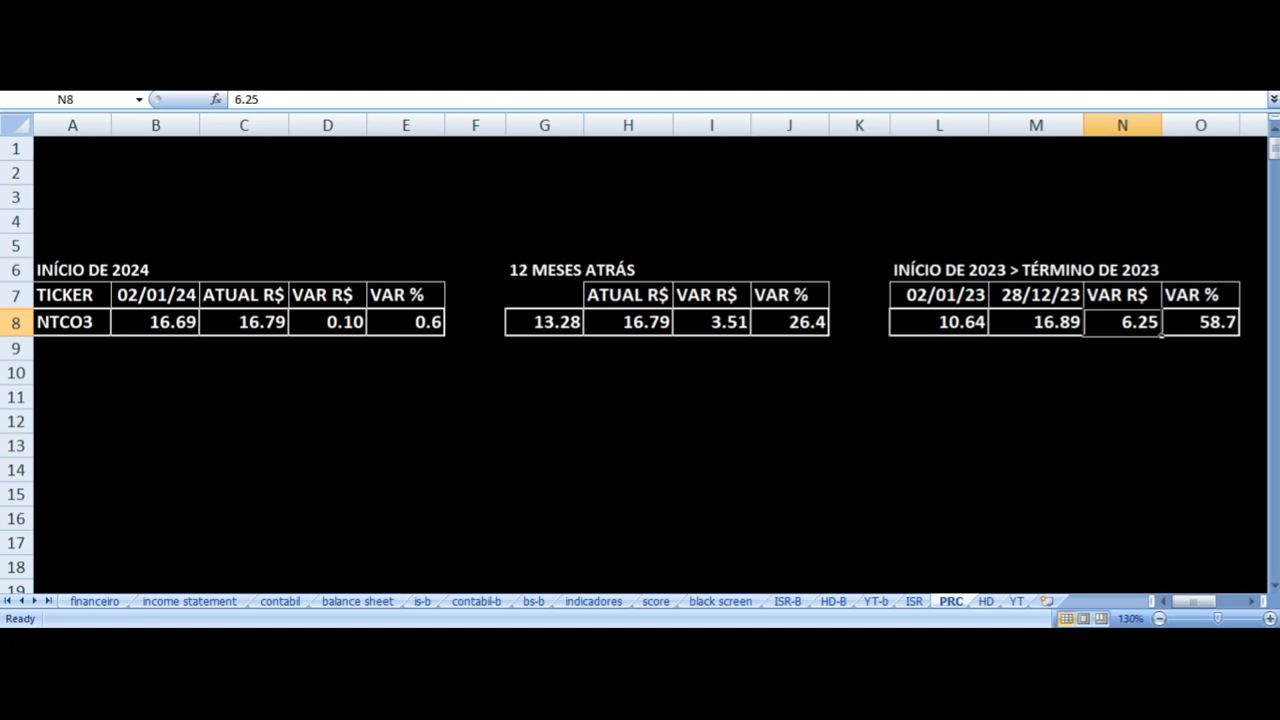 N8 fx 6.25
A B C D E F G H I J K L M N O
1
2
3
4
5
6 INÍCIO DE 2024 12 MESES ATRÁS INÍCIO DE 2023 > TÉRMINO DE 2023
7 TICKER 02/01/24 ATUAL R$ VAR R$ VAR % ATUAL R$ VAR R$ VAR % 02/01/23 28/12/23 VAR R$ VAR %
8 NTCO3 16.69 16.79 0.10 0.6 13.28 16.79 3.51 26.4 10.64 16.89 6.25 58.7
9
10
11
12
13
14
15
16
17
18
19
financeiro income statement contabil balance sheet is-b contabil-b bs-b indicadores score black screen ISR-B HD-B YT-b ISR PRC HD YT
Ready 130%